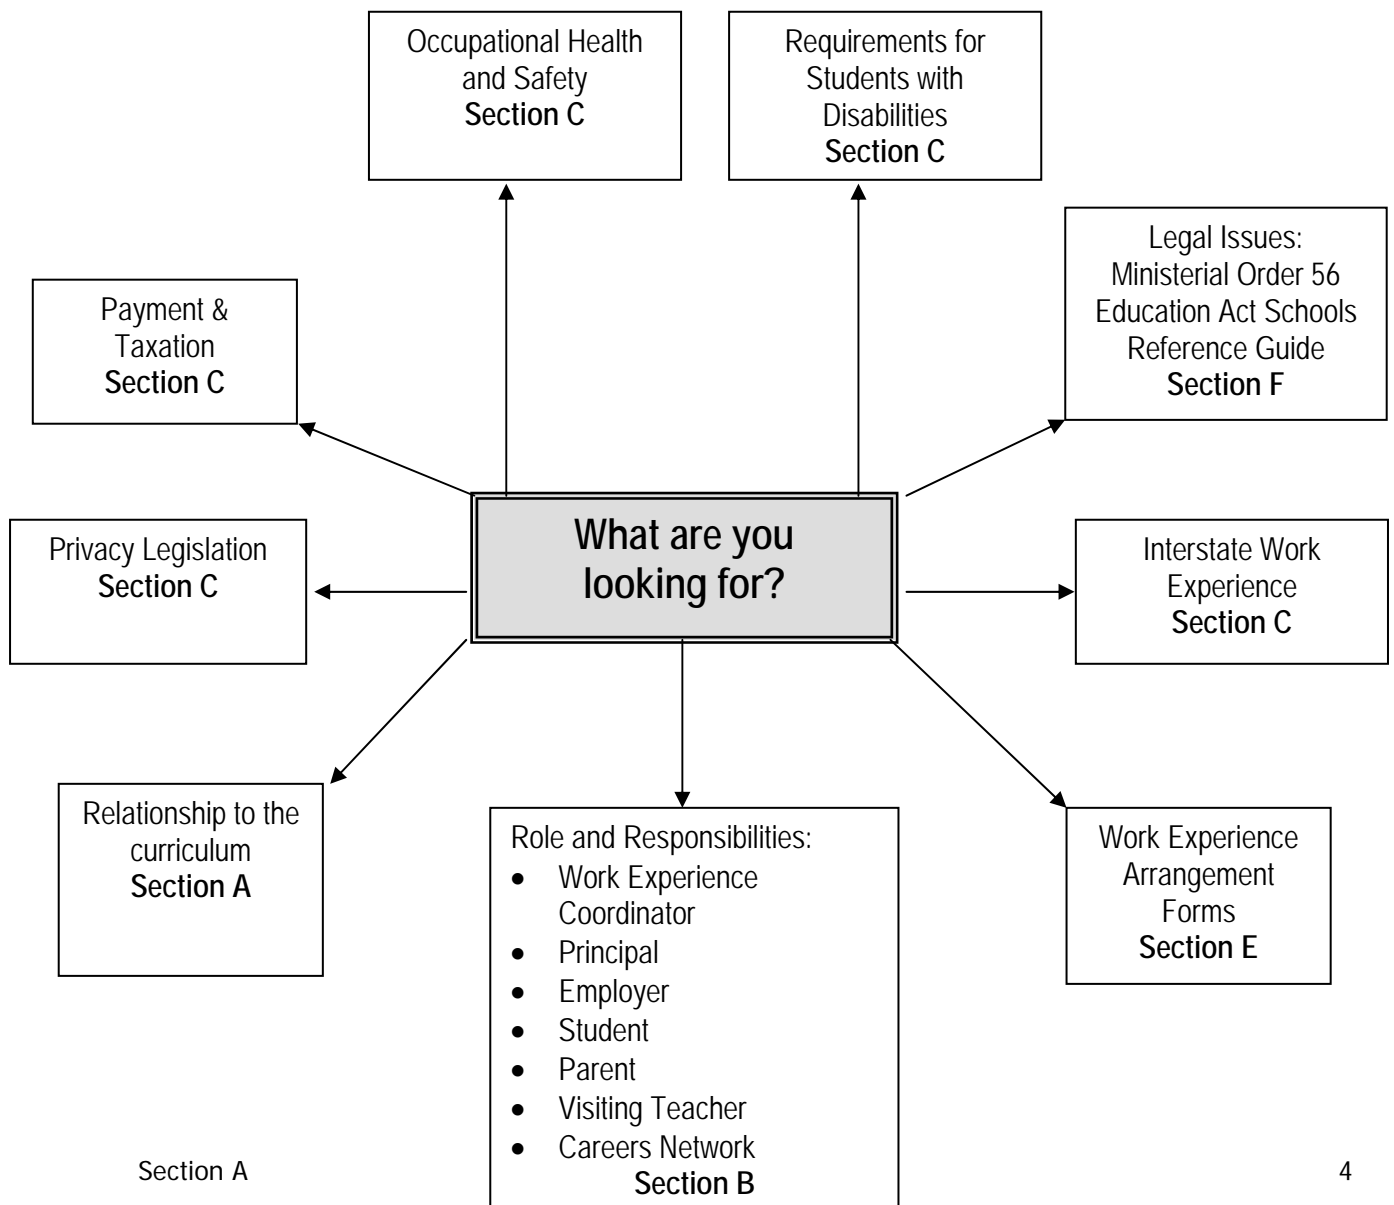 Occupational Health
and Safety
Section C
Requirements for
Students with
Disabilities
Section C
Legal Issues:
Ministerial Order 56
Education Act Schools
Reference Guide
Section F
Payment &
Taxation
Section C
What are you
looking for?
Privacy Legislation
Section C
Interstate Work
Experience
Section C
Relationship to the
curriculum
Section A
Role and Responsibilities:
• Work Experience
Coordinator
• Principal
• Employer
• Student
• Parent
• Visiting Teacher
• Careers Network
Section B
Work Experience
Arrangement
Forms
Section E
Section A
4